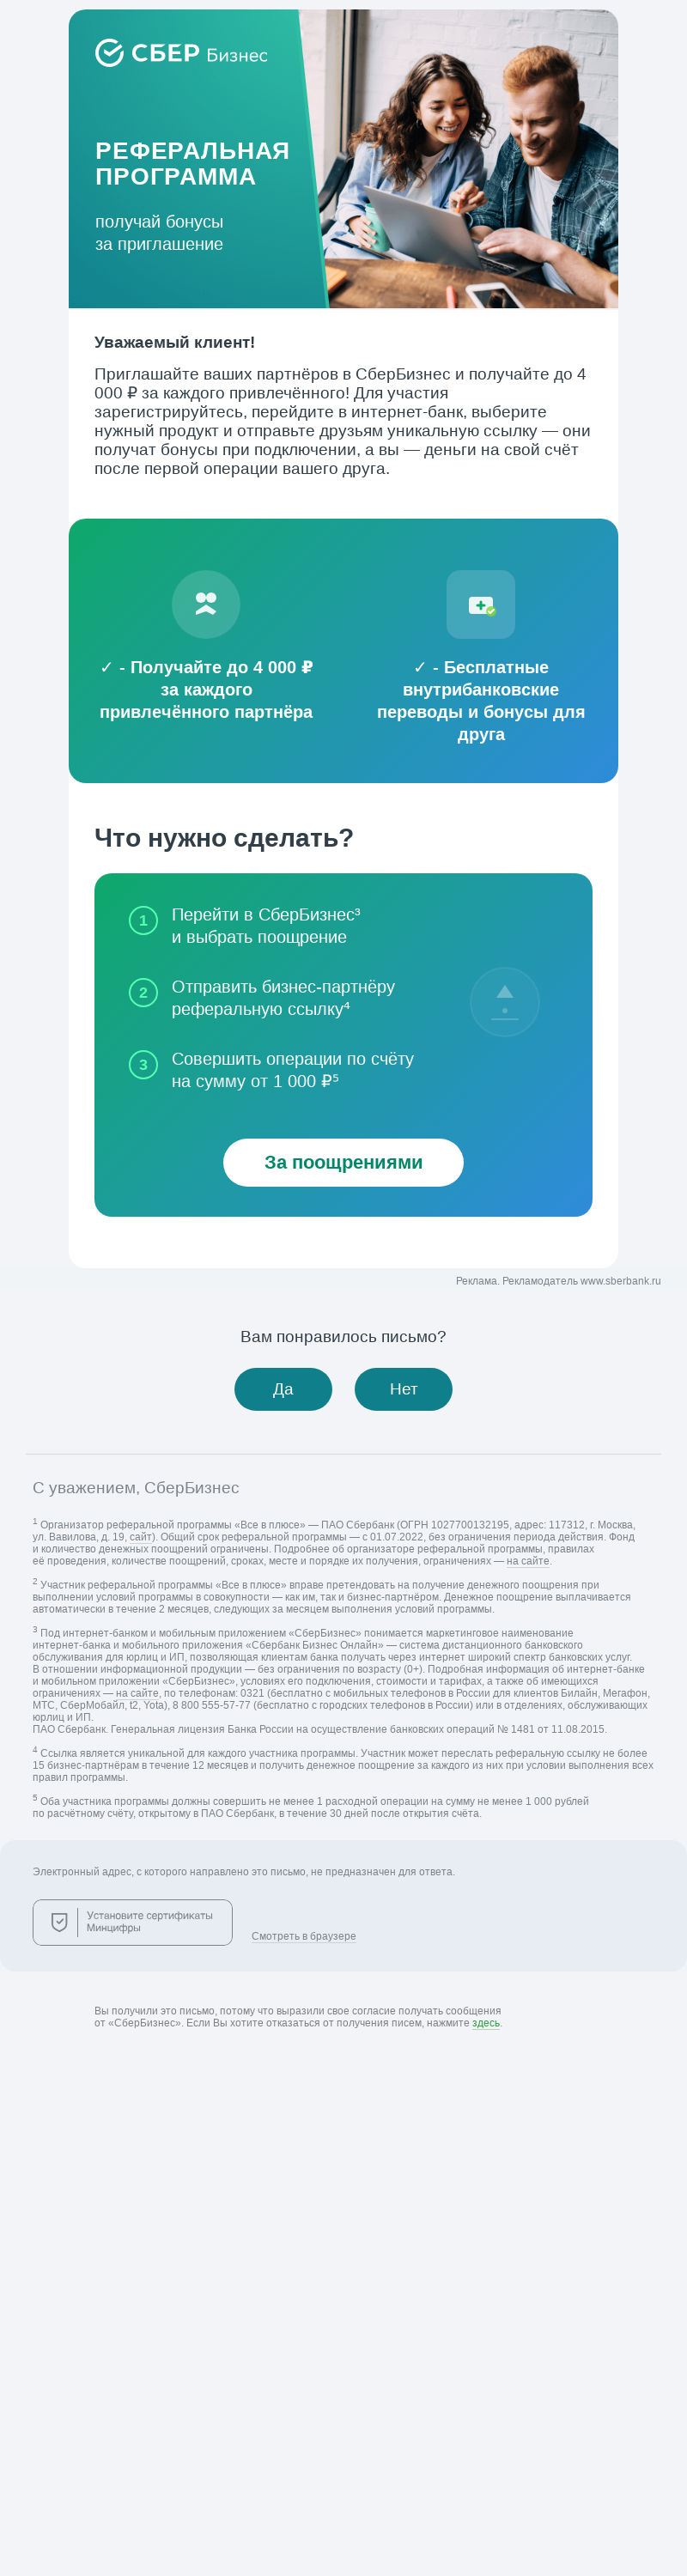 СБЕР Бизнес
РЕФЕРАЛЬНАЯ
ПРОГРАММА
получай бонусы
за приглашение
Уважаемый клиент!
Приглашайте ваших партнёров в СберБизнес и получайте до 4
000 ₽ за каждого привлечённого! Для участия
зарегистрируйтесь, перейдите в интернет-банк, выберите
нужный продукт и отправьте друзьям уникальную ссылку — они
получат бонусы при подключении, а вы — деньги на свой счёт
после первой операции вашего друга.
✓ - Получайте до 4 000 ₽
за каждого
привлечённого партнёра
✓ - Бесплатные
внутрибанковские
переводы и бонусы для
друга
Что нужно сделать?
1 Перейти в СберБизнес³
и выбрать поощрение
2 Отправить бизнес-партнёру
реферальную ссылку⁴
3 Совершить операции по счёту
на сумму от 1 000 ₽⁵
За поощрениями
Реклама. Рекламодатель www.sberbank.ru
Вам понравилось письмо?
Да Нет
С уважением, СберБизнес
¹ Организатор реферальной программы «Все в плюсе» — ПАО Сбербанк (ОГРН 1027700132195, адрес: 117312, г. Москва,
ул. Вавилова, д. 19, сайт). Общий срок реферальной программы — с 01.07.2022, без ограничения периода действия. Фонд
и количество денежных поощрений ограничены. Подробнее об организаторе реферальной программы, правилах
её проведения, количестве поощрений, сроках, месте и порядке их получения, ограничениях — на сайте.
² Участник реферальной программы «Все в плюсе» вправе претендовать на получение денежного поощрения при
выполнении условий программы в совокупности — как им, так и бизнес-партнёром. Денежное поощрение выплачивается
автоматически в течение 2 месяцев, следующих за месяцем выполнения условий программы.
³ Под интернет-банком и мобильным приложением «СберБизнес» понимается маркетинговое наименование
интернет-банка и мобильного приложения «Сбербанк Бизнес Онлайн» — система дистанционного банковского
обслуживания для юрлиц и ИП, позволяющая клиентам банка получать через интернет широкий спектр банковских услуг.
В отношении информационной продукции — без ограничения по возрасту (0+). Подробная информация об интернет-банке
и мобильном приложении «СберБизнес», условиях его подключения, стоимости и тарифах, а также об имеющихся
ограничениях — на сайте, по телефонам: 0321 (бесплатно с мобильных телефонов в России для клиентов Билайн, Мегафон,
МТС, СберМобайл, t2, Yota), 8 800 555-57-77 (бесплатно с городских телефонов в России) или в отделениях, обслуживающих
юрлиц и ИП.
ПАО Сбербанк. Генеральная лицензия Банка России на осуществление банковских операций № 1481 от 11.08.2015.
⁴ Ссылка является уникальной для каждого участника программы. Участник может переслать реферальную ссылку не более
15 бизнес-партнёрам в течение 12 месяцев и получить денежное поощрение за каждого из них при условии выполнения всех
правил программы.
⁵ Оба участника программы должны совершить не менее 1 расходной операции на сумму не менее 1 000 рублей
по расчётному счёту, открытому в ПАО Сбербанк, в течение 30 дней после открытия счёта.
Электронный адрес, с которого направлено это письмо, не предназначен для ответа.
Установите сертификаты
Минцифры
Смотреть в браузере
Вы получили это письмо, потому что выразили свое согласие получать сообщения
от «СберБизнес». Если Вы хотите отказаться от получения писем, нажмите здесь.